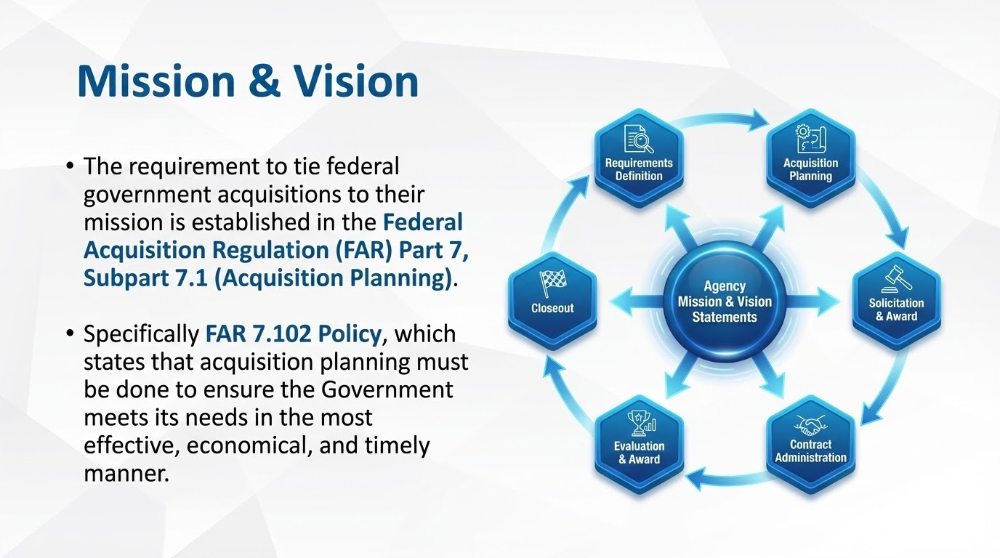 Mission & Vision
• The requirement to tie federal
government acquisitions to their
mission is established in the Federal
Acquisition Regulation (FAR) Part 7,
Subpart 7.1 (Acquisition Planning).
• Specifically FAR 7.102 Policy, which
states that acquisition planning must
be done to ensure the Government
meets its needs in the most
effective, economical, and timely
manner.
Requirements
Definition
Acquisition
Planning
Solicitation
& Award
Contract
Administration
Evaluation
& Award
Closeout
Agency
Mission & Vision
Statements